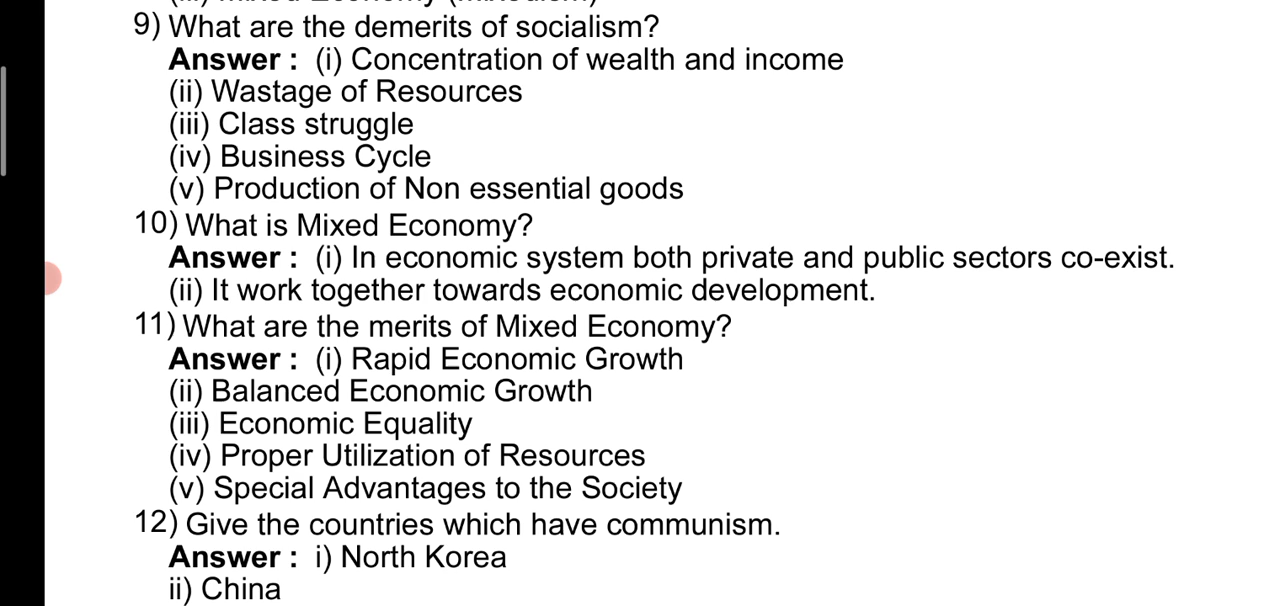 (iii) Mixed Economy (Mixedism)
9) What are the demerits of socialism?
Answer : (i) Concentration of wealth and income
(ii) Wastage of Resources
(iii) Class struggle
(iv) Business Cycle
(v) Production of Non essential goods
10) What is Mixed Economy?
Answer : (i) In economic system both private and public sectors co-exist.
(ii) It work together towards economic development.
11) What are the merits of Mixed Economy?
Answer : (i) Rapid Economic Growth
(ii) Balanced Economic Growth
(iii) Economic Equality
(iv) Proper Utilization of Resources
(v) Special Advantages to the Society
12) Give the countries which have communism.
Answer : i) North Korea
ii) China